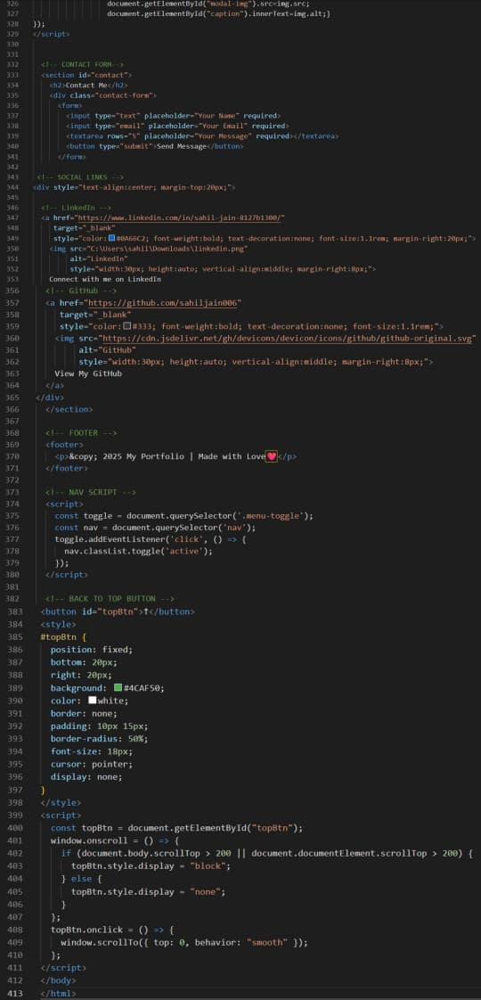 326 document.getElementById("modal-img").src=img.src;
327 document.getElementById("caption").innerText=img.alt;}
328 });
329 </script>
330
331
332 <!-- CONTACT FORM-->
333 <section id="contact">
334 <h2>Contact Me</h2>
335 <div class="contact-form">
336 <form>
337 <input type="text" placeholder="Your Name" required>
338 <input type="email" placeholder="Your Email" required>
339 <textarea rows="5" placeholder="Your Message" required></textarea>
340 <button type="submit">Send Message</button>
341 </form>
342
343 <!-- SOCIAL LINKS -->
344 <div style="text-align:center; margin-top:20px;">
345
346 <!-- LinkedIn -->
347 <a href="https://www.linkedin.com/in/sahil-jain-8127b1300/"
348 target="_blank"
349 style="color:#0A66C2; font-weight:bold; text-decoration:none; font-size:1.1rem; margin-right:20px;">
350 <img src="C:\Users\sahil\Downloads\linkedin.png"
351 alt="LinkedIn"
352 style="width:30px; height:auto; vertical-align:middle; margin-right:8px;">
353 Connect with me on LinkedIn
356 <!-- GitHub -->
357 <a href="https://github.com/sahiljain006"
358 target="_blank"
359 style="color:#333; font-weight:bold; text-decoration:none; font-size:1.1rem;">
360 <img src="https://cdn.jsdelivr.net/gh/devicons/devicon/icons/github/github-original.svg"
361 alt="GitHub"
362 style="width:30px; height:auto; vertical-align:middle; margin-right:8px;">
363 View My GitHub
364 </a>
365 </div>
366 </section>
367
368 <!-- FOOTER -->
369 <footer>
370 <p>&copy; 2025 My Portfolio | Made with Love❤️</p>
371 </footer>
372
373 <!-- NAV SCRIPT -->
374 <script>
375 const toggle = document.querySelector('.menu-toggle');
376 const nav = document.querySelector('nav');
377 toggle.addEventListener('click', () => {
378 nav.classList.toggle('active');
379 });
380 </script>
381
382 <!-- BACK TO TOP BUTTON -->
383 <button id="topBtn">↑</button>
384 <style>
385 #topBtn {
386 position: fixed;
387 bottom: 20px;
388 right: 20px;
389 background: #4CAF50;
390 color: white;
391 border: none;
392 padding: 10px 15px;
393 border-radius: 50%;
394 font-size: 18px;
395 cursor: pointer;
396 display: none;
397 }
398 </style>
399 <script>
400 const topBtn = document.getElementById("topBtn");
401 window.onscroll = () => {
402 if (document.body.scrollTop > 200 || document.documentElement.scrollTop > 200) {
403 topBtn.style.display = "block";
404 } else {
405 topBtn.style.display = "none";
406 }
407 };
408 topBtn.onclick = () => {
409 window.scrollTo({ top: 0, behavior: "smooth" });
410 };
411 </script>
412 </body>
413 </html>